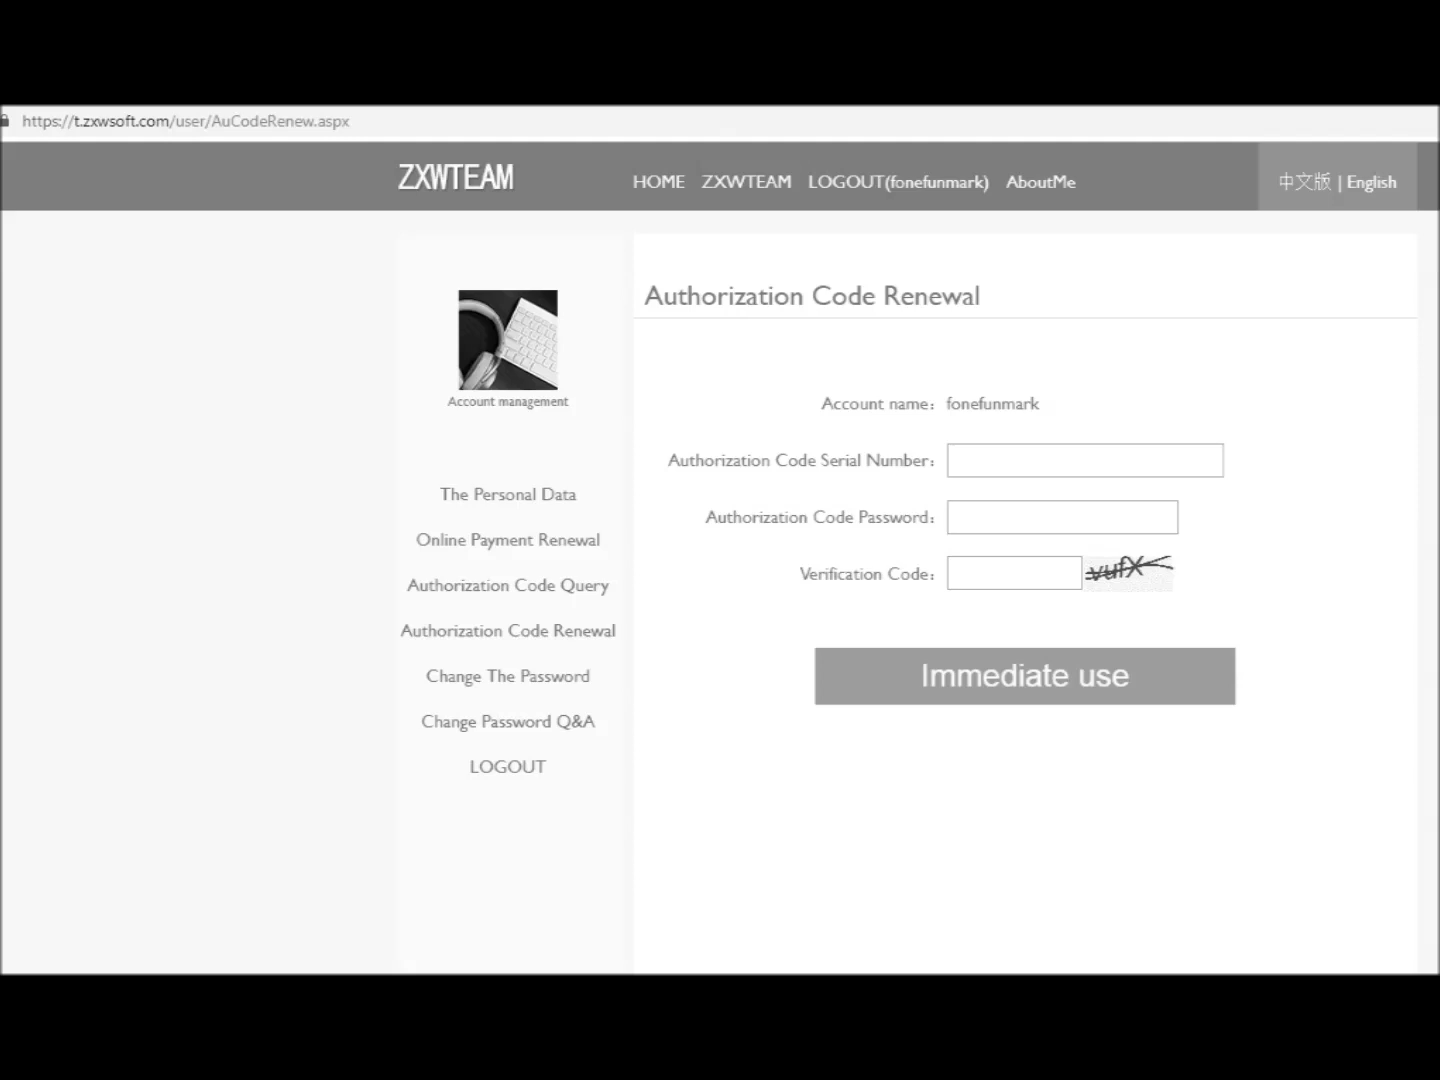 https://t.zxwsoft.com/user/AuCodeRenew.aspx
ZXWTEAM
HOME ZXWTEAM LOGOUT(fonefunmark) AboutMe
中文版 | English
Account management
The Personal Data
Online Payment Renewal
Authorization Code Query
Authorization Code Renewal
Change The Password
Change Password Q&A
LOGOUT
Authorization Code Renewal
Account name： fonefunmark
Authorization Code Serial Number：
Authorization Code Password：
Verification Code： vufX
Immediate use